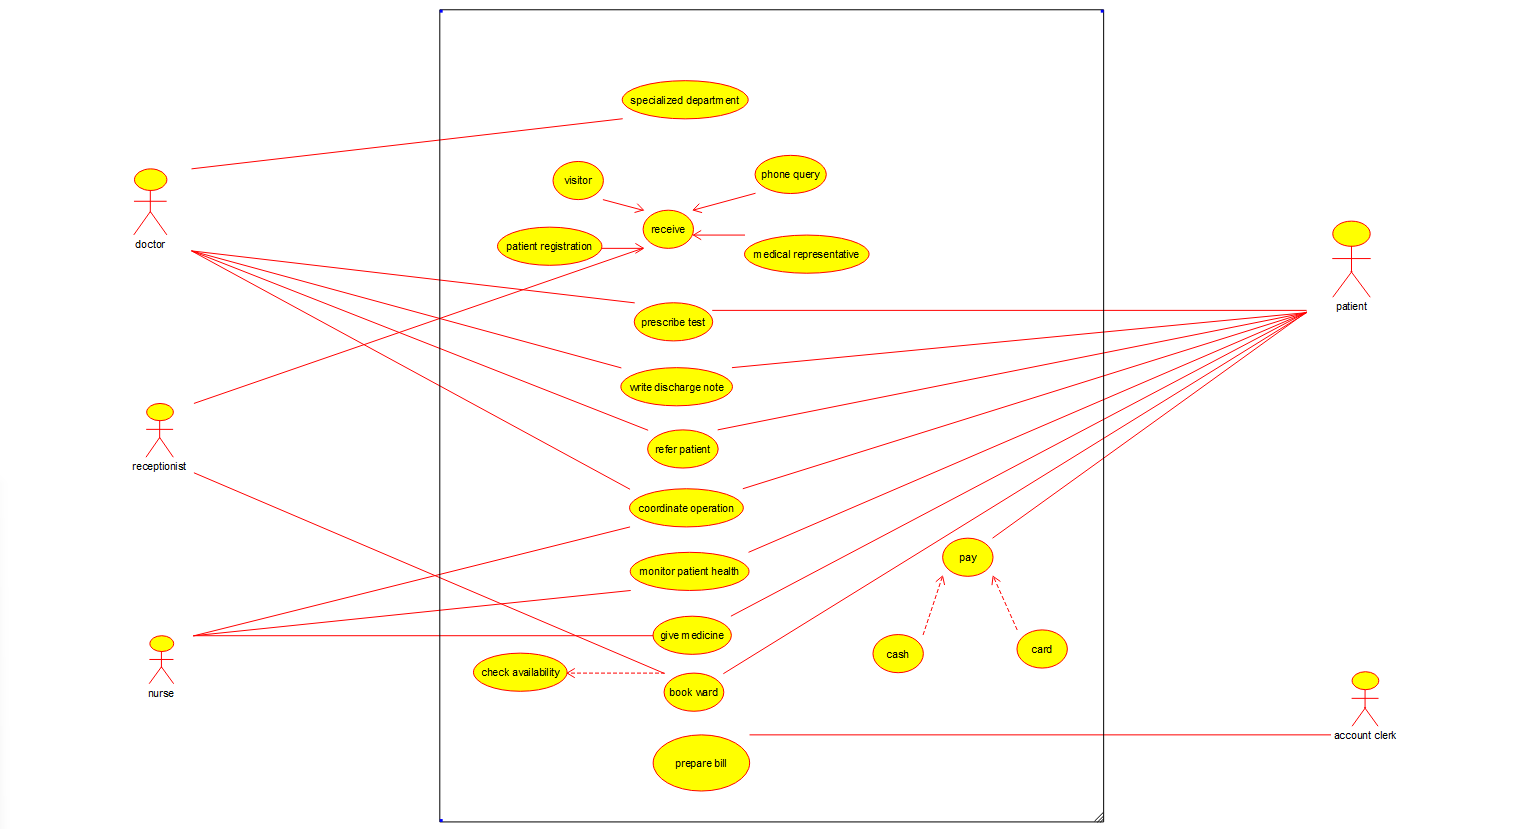 specialized department
visitor
phone query
receive
patient registration
medical representative
doctor
prescribe test
patient
write discharge note
refer patient
receptionist
coordinate operation
monitor patient health
pay
give medicine
cash
card
check availability
book ward
nurse
prepare bill
account clerk